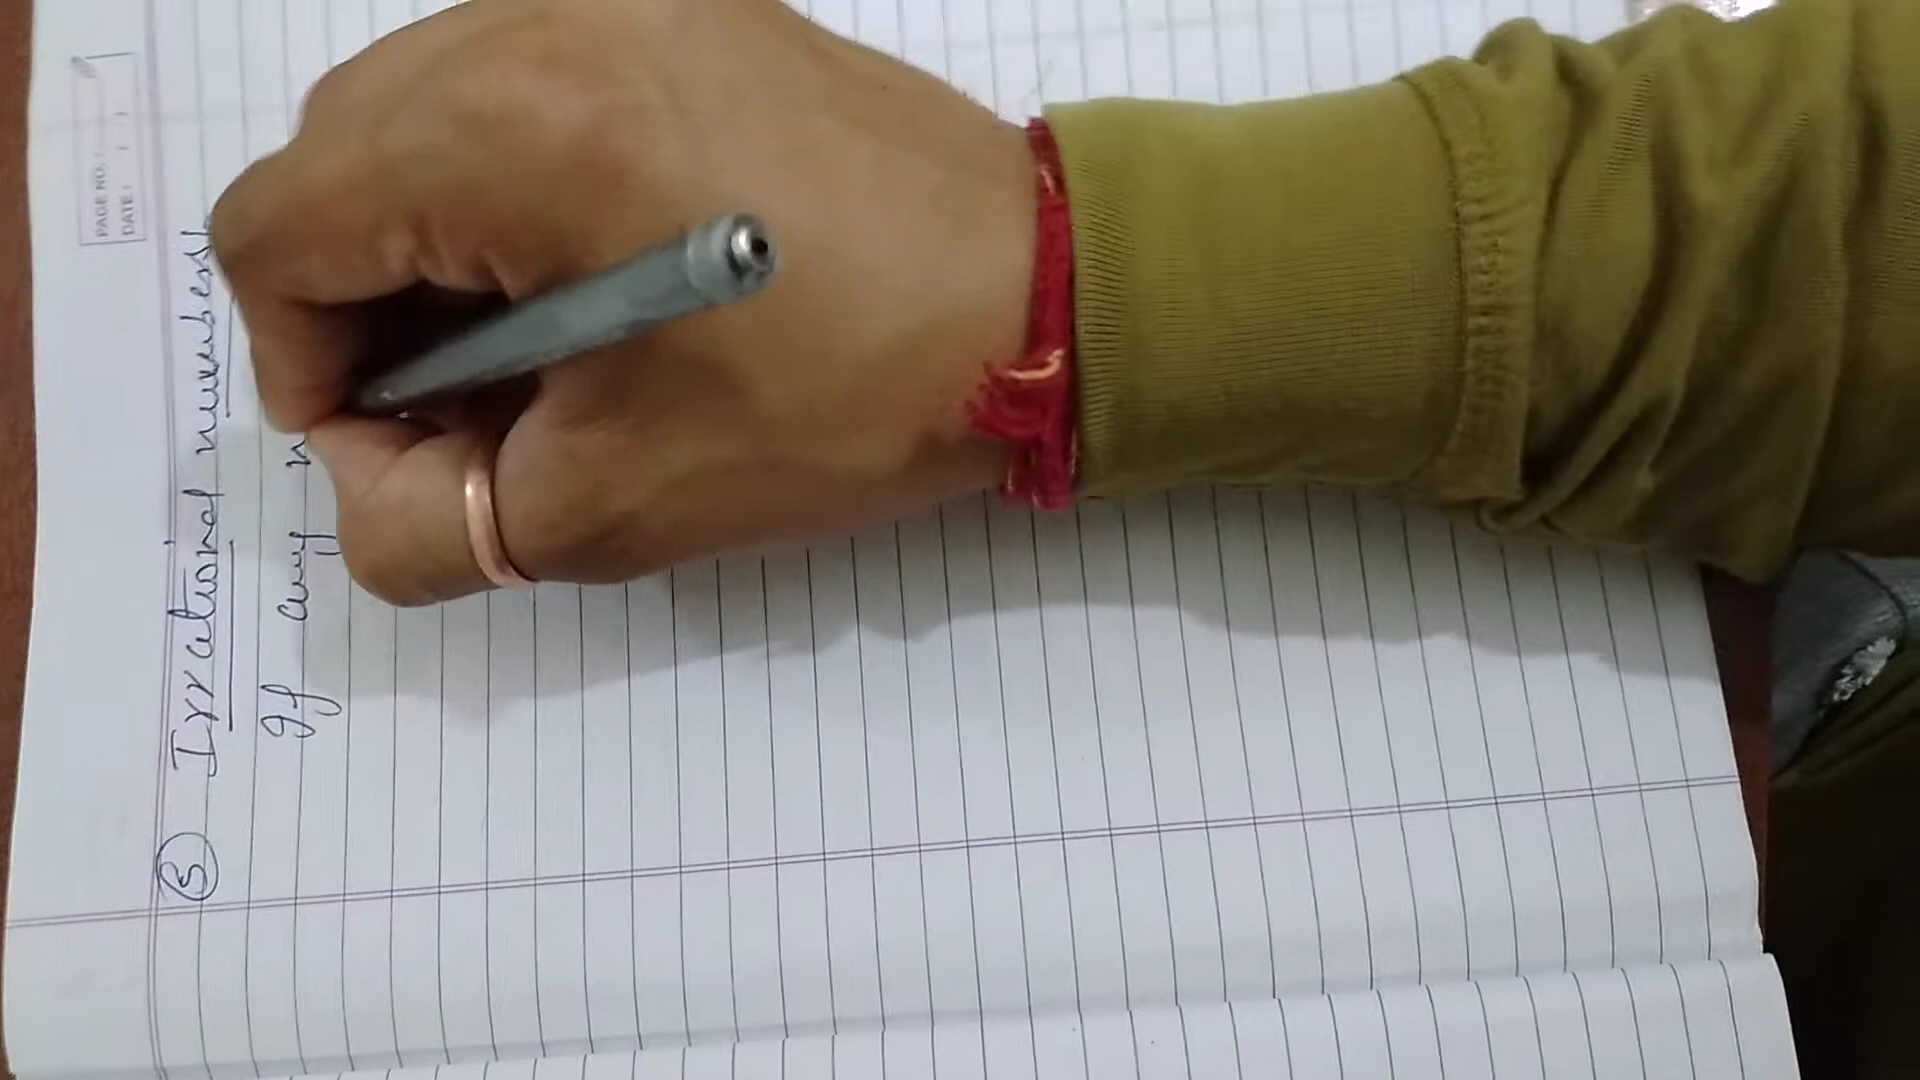 PAGE NO. :
DATE : / /
5 Irrational numbers
If any n